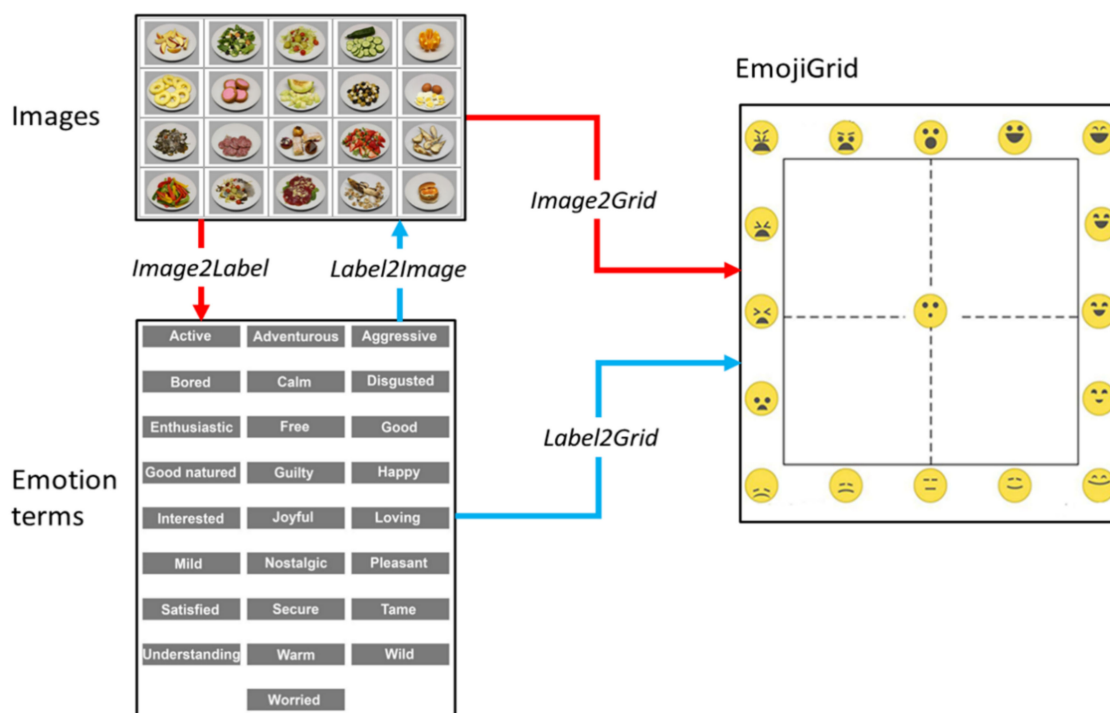 EmojiGrid
Images
Image2Grid
Image2Label
Label2Image
Active Adventurous Aggressive
Bored Calm Disgusted
Enthusiastic Free Good
Label2Grid
Good natured Guilty Happy
Emotion
terms
Interested Joyful Loving
Mild Nostalgic Pleasant
Satisfied Secure Tame
Understanding Warm Wild
Worried